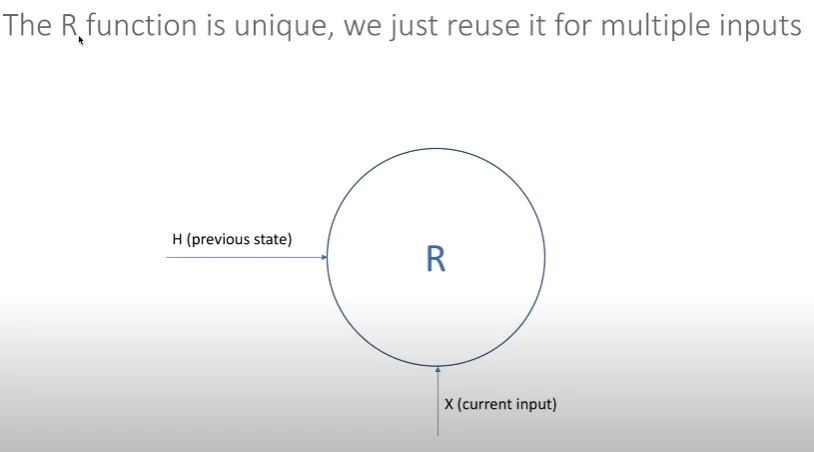 The R function is unique, we just reuse it for multiple inputs
H (previous state)
R
X (current input)